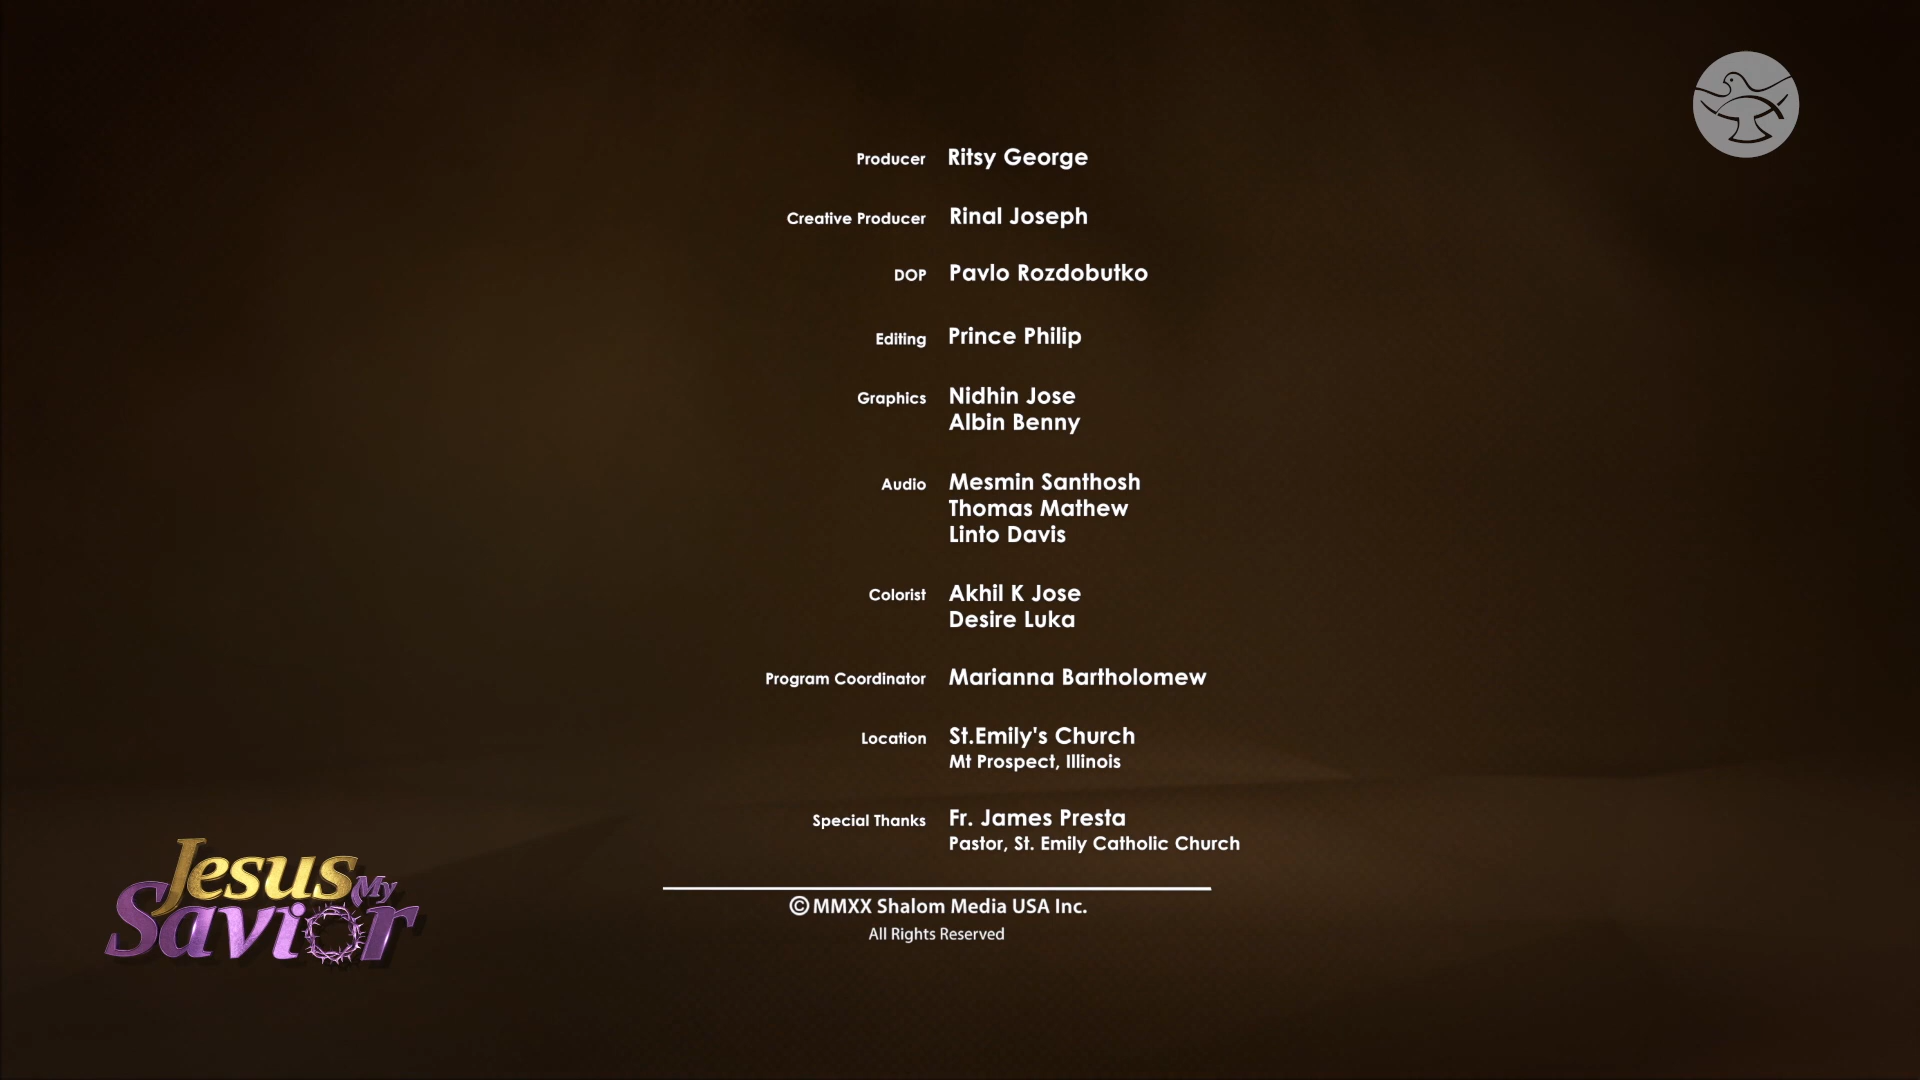 Producer Ritsy George
Creative Producer Rinal Joseph
DOP Pavlo Rozdobutko
Editing Prince Philip
Graphics Nidhin Jose
Albin Benny
Audio Mesmin Santhosh
Thomas Mathew
Linto Davis
Colorist Akhil K Jose
Desire Luka
Program Coordinator Marianna Bartholomew
Location St.Emily's Church
Mt Prospect, Illinois
Special Thanks Fr. James Presta
Pastor, St. Emily Catholic Church
Jesus My
Savior
©MMXX Shalom Media USA Inc.
All Rights Reserved